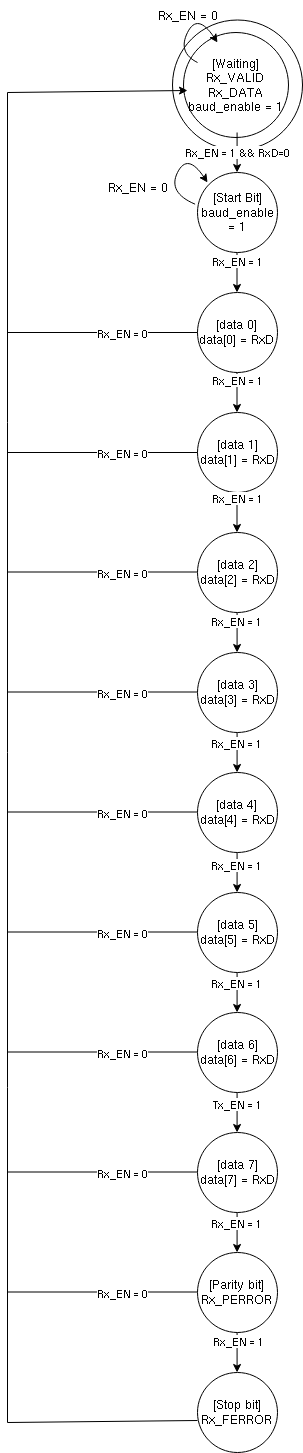 Rx_EN = 0
[Waiting]
Rx_VALID
Rx_DATA
baud_enable = 1
Rx_EN = 1 && RxD=0
Rx_EN = 0
[Start Bit]
baud_enable
= 1
Rx_EN = 1
[data 0]
data[0] = RxD
Rx_EN = 0
Rx_EN = 1
[data 1]
data[1] = RxD
Rx_EN = 0
Rx_EN = 1
[data 2]
data[2] = RxD
Rx_EN = 0
Rx_EN = 1
[data 3]
data[3] = RxD
Rx_EN = 0
Rx_EN = 1
[data 4]
data[4] = RxD
Rx_EN = 0
Rx_EN = 1
[data 5]
data[5] = RxD
Rx_EN = 0
Rx_EN = 1
[data 6]
data[6] = RxD
Rx_EN = 0
Tx_EN = 1
[data 7]
data[7] = RxD
Rx_EN = 0
Rx_EN = 1
[Parity bit]
Rx_PERROR
Rx_EN = 0
Rx_EN = 1
[Stop bit]
Rx_FERROR